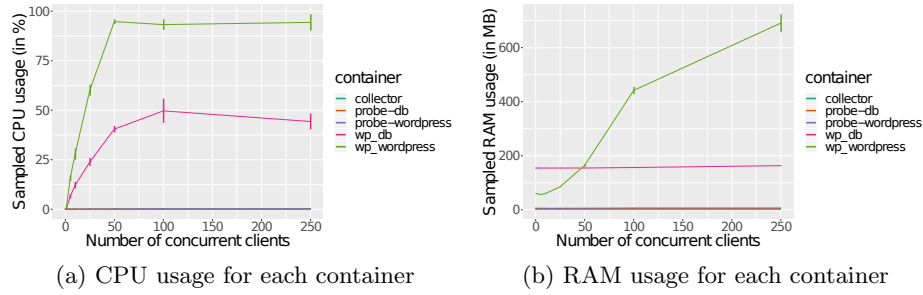 Sampled CPU usage (in %)
100
75
50
25
0
0
50
100
150
200
250
Number of concurrent clients
container
collector
probe-db
probe-wordpress
wp_db
wp_wordpress
(a) CPU usage for each container
Sampled RAM usage (in MB)
600
400
200
0
0
50
100
150
200
250
Number of concurrent clients
container
collector
probe-db
probe-wordpress
wp_db
wp_wordpress
(b) RAM usage for each container